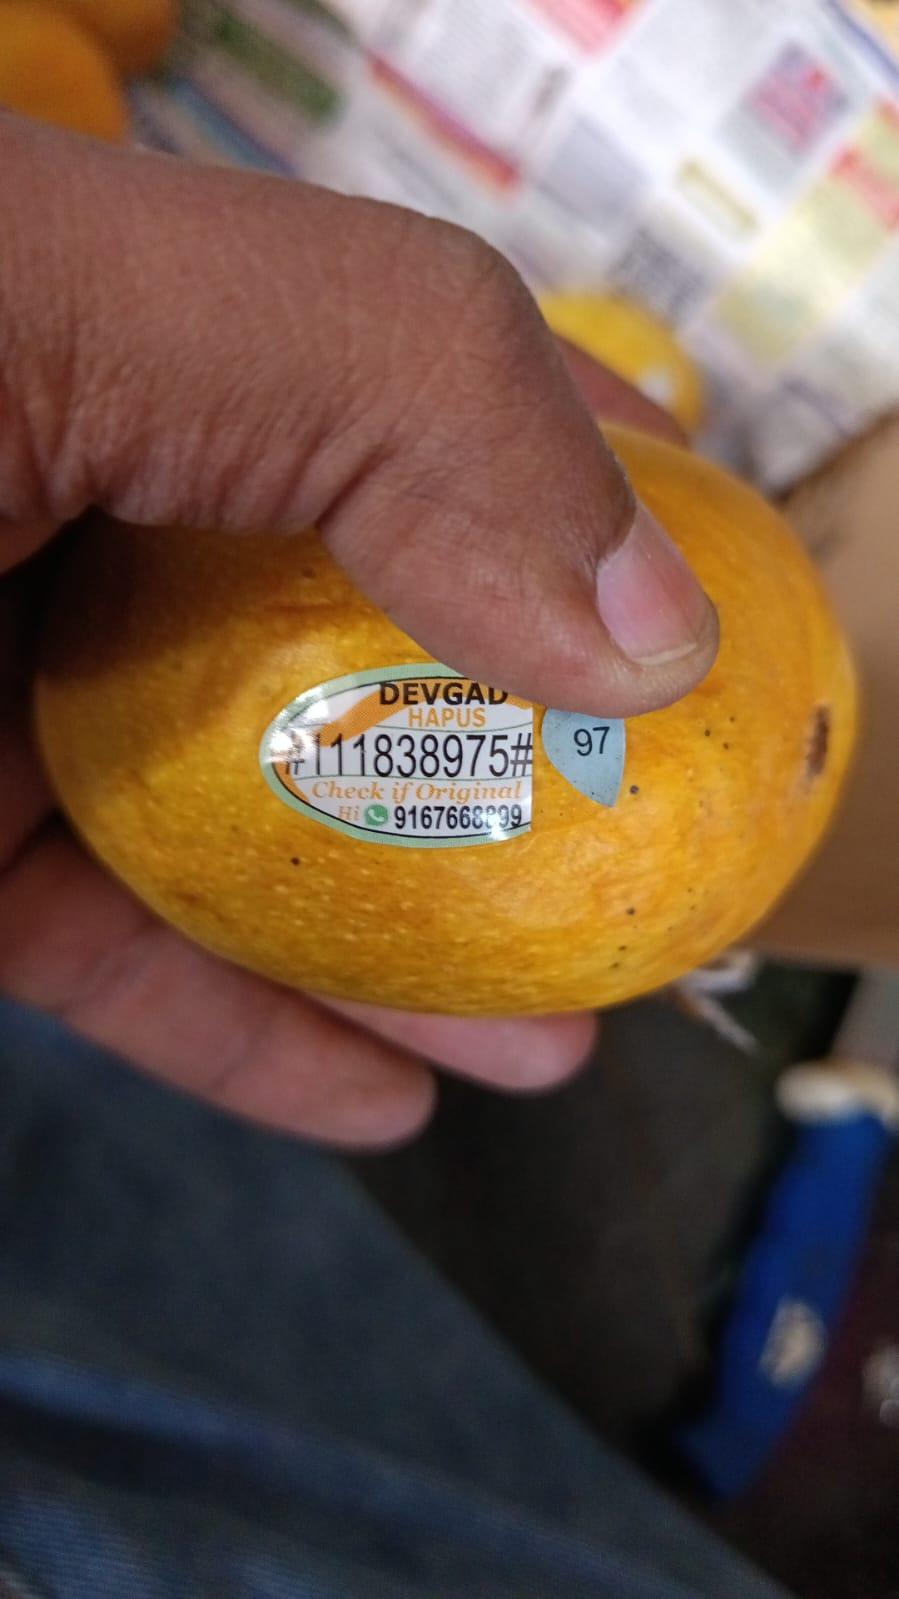 DEVGAD
HAPUS
#111838975#
Check if Original
Hi 9167668899
97